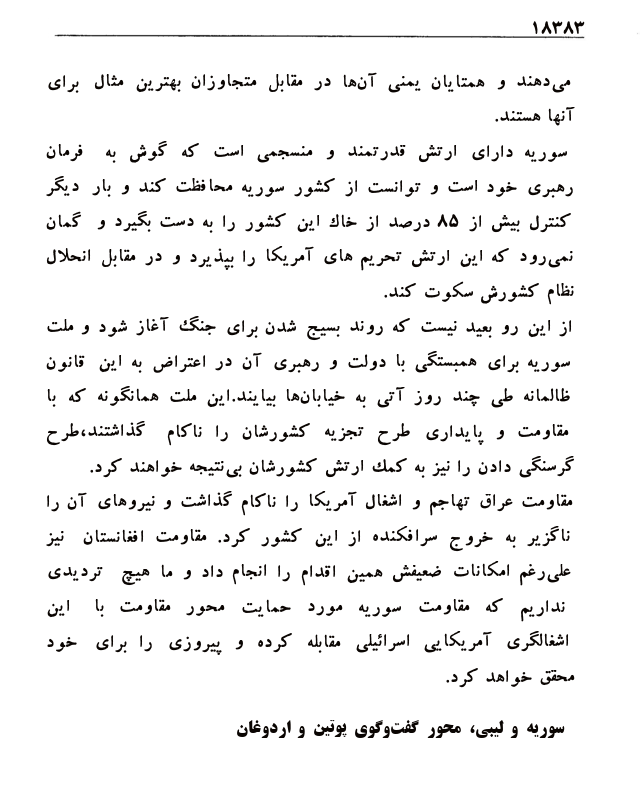 ۱۸۳۸۳
می‌دهند و همتایان یمنی آن‌ها در مقابل متجاوزان بهترین مثال برای
آنها هستند.
سوریه دارای ارتش قدرتمند و منسجمی است که گوش به فرمان
رهبری خود است و توانست از کشور سوریه محافظت کند و بار دیگر
کنترل بیش از ۸۵ درصد از خاك این کشور را به دست بگیرد و گمان
نمی‌رود که این ارتش تحریم های آمریکا را بپذیرد و در مقابل انحلال
نظام کشورش سکوت کند.
از این رو بعید نیست که روند بسیج شدن برای جنگ آغاز شود و ملت
سوریه برای همبستگی با دولت و رهبری آن در اعتراض به این قانون
ظالمانه طی چند روز آتی به خیابان‌ها بیایند.این ملت همانگونه که با
مقاومت و پایداری طرح تجزیه کشورشان را ناکام گذاشتند،طرح
گرسنگی دادن را نیز به کمك ارتش کشورشان بی‌نتیجه خواهند کرد.
مقاومت عراق تهاجم و اشغال آمریکا را ناکام گذاشت و نیروهای آن را
ناگزیر به خروج سرافکنده از این کشور کرد. مقاومت افغانستان نیز
علی‌رغم امکانات ضعیفش همین اقدام را انجام داد و ما هیچ تردیدی
نداریم که مقاومت سوریه مورد حمایت محور مقاومت با این
اشغالگری آمریکایی اسرائیلی مقابله کرده و پیروزی را برای خود
محقق خواهد کرد.
سوریه و لیبی، محور گفت‌وگوی پوتین و اردوغان